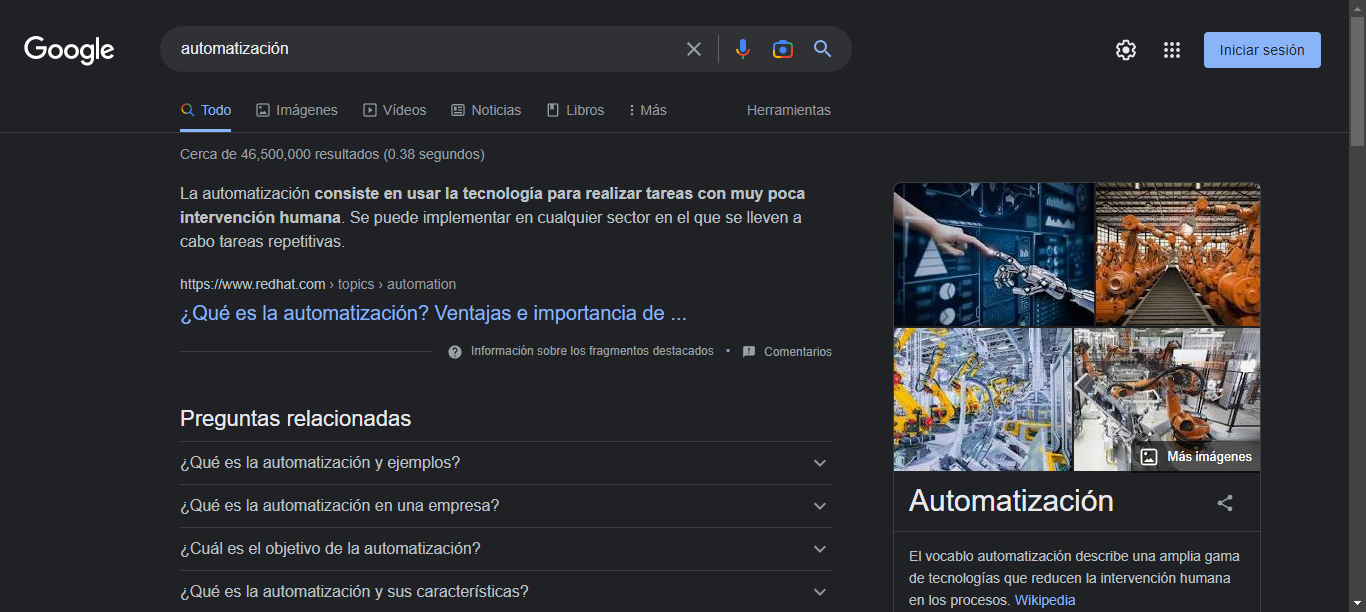 Google
automatización
Iniciar sesión
Todo
Imágenes
Vídeos
Noticias
Libros
Más
Herramientas
Cerca de 46,500,000 resultados (0.38 segundos)
La automatización consiste en usar la tecnología para realizar tareas con muy poca
intervención humana. Se puede implementar en cualquier sector en el que se lleven a
cabo tareas repetitivas.
https://www.redhat.com › topics › automation
¿Qué es la automatización? Ventajas e importancia de ...
Información sobre los fragmentos destacados • Comentarios
Preguntas relacionadas
¿Qué es la automatización y ejemplos?
¿Qué es la automatización en una empresa?
¿Cuál es el objetivo de la automatización?
¿Qué es la automatización y sus características?
Más imágenes
Automatización
El vocablo automatización describe una amplia gama
de tecnologías que reducen la intervención humana
en los procesos. Wikipedia